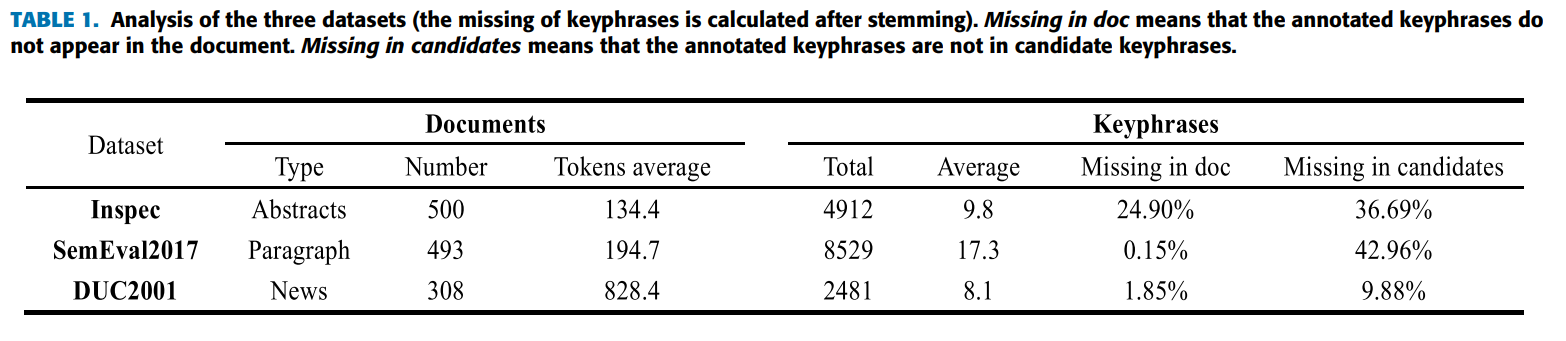 TABLE 1. Analysis of the three datasets (the missing of keyphrases is calculated after stemming). Missing in doc means that the annotated keyphrases do
not appear in the document. Missing in candidates means that the annotated keyphrases are not in candidate keyphrases.
Dataset Documents Keyphrases
Type Number Tokens average Total Average Missing in doc Missing in candidates
Inspec Abstracts 500 134.4 4912 9.8 24.90% 36.69%
SemEval2017 Paragraph 493 194.7 8529 17.3 0.15% 42.96%
DUC2001 News 308 828.4 2481 8.1 1.85% 9.88%